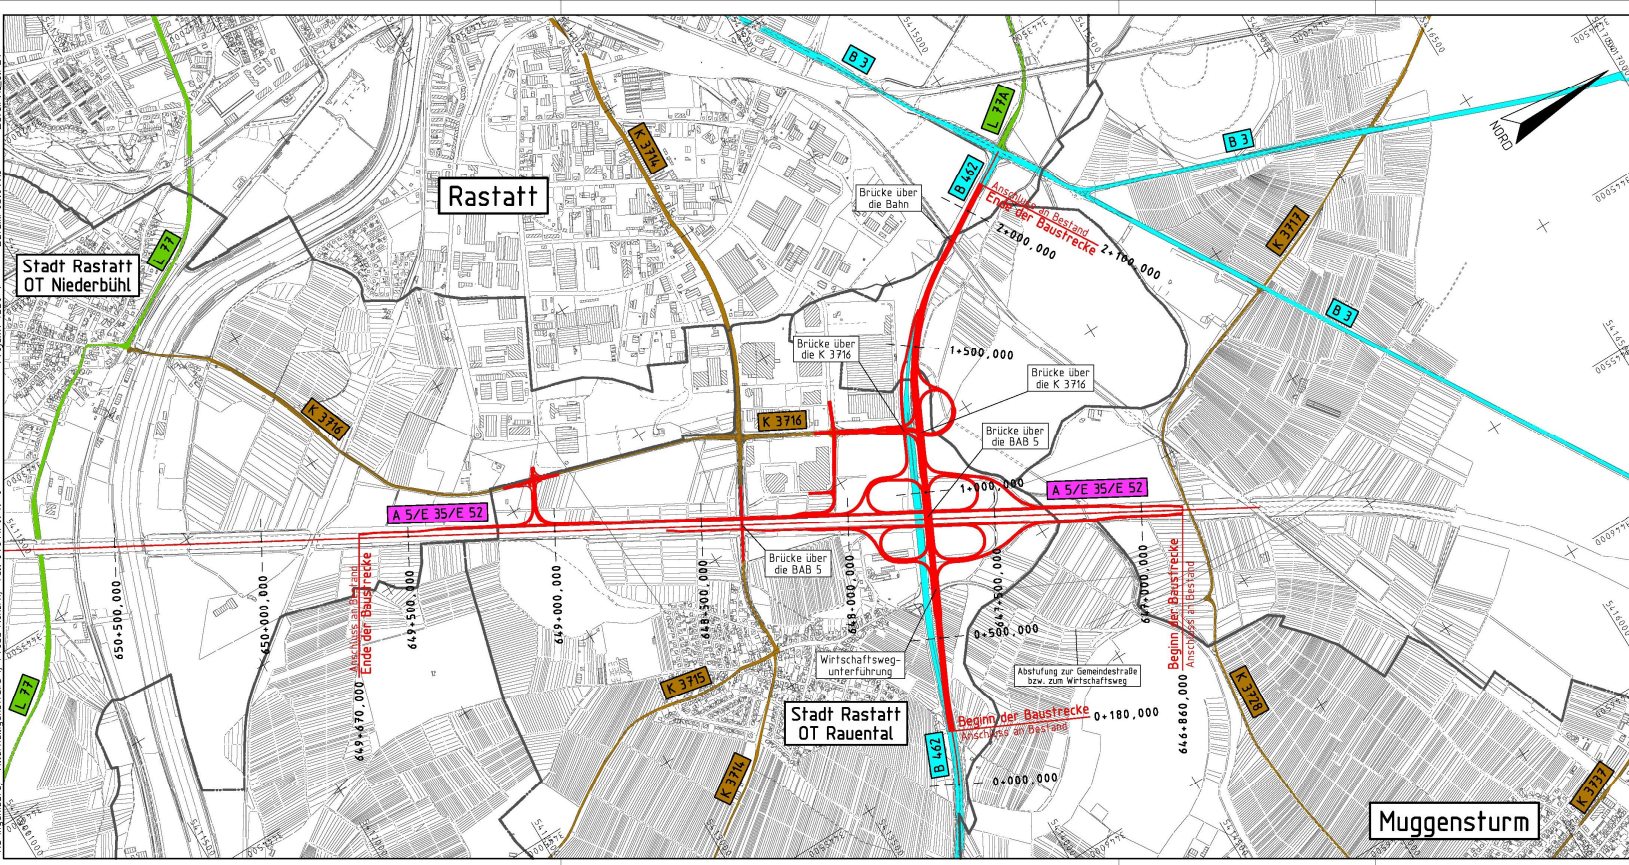 B 3
L 77A
K 3714
B 3
NORD
Rastatt
B 462
Brücke über
die Bahn
Anschluss an Bestand
Ende der Baustrecke
2+100,000
2+000,000
K 3717
L 77
Stadt Rastatt
OT Niederbühl
B 3
Brücke über
die K 3716
1+500,000
Brücke über
die K 3716
K 3716
K 3716
Brücke über
die BAB 5
1+000,000
A 5/E 35/E 52
A 5/E 35/E 52
Brücke über
die BAB 5
650+500,000
650+000,000
Anschluss an Bestand
Ende der Baustrecke
649+670,000
649+500,000
649+000,000
648+500,000
648+000,000
647+500,000
647+000,000
Beginn der Baustrecke
Anschluss an Bestand
646+860,000
0+500,000
Wirtschaftsweg-
unterführung
Abstufung zur Gemeindestraße
bzw. zum Wirtschaftsweg
L 77
K 3715
K 3728
Stadt Rastatt
OT Rauental
Beginn der Baustrecke
Anschluss an Bestand
0+180,000
B 462
0+000,000
K 3714
K 3737
Muggensturm